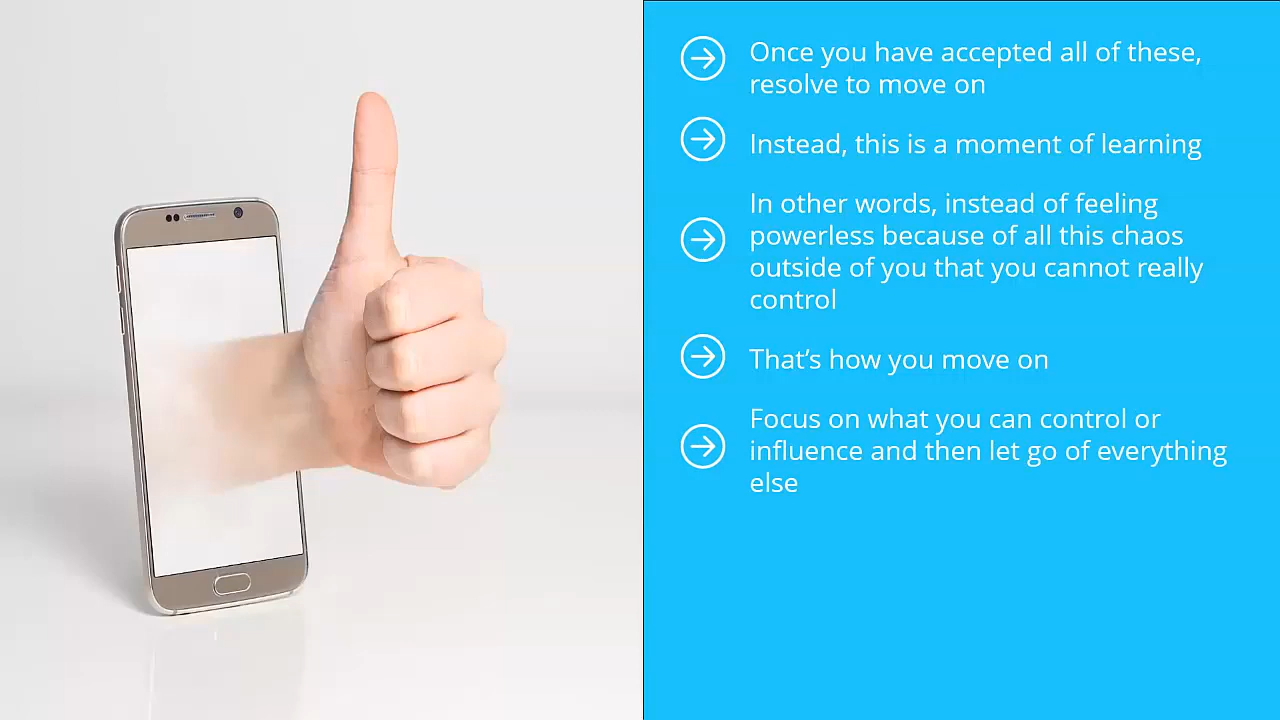 Once you have accepted all of these,
resolve to move on
Instead, this is a moment of learning
In other words, instead of feeling
powerless because of all this chaos
outside of you that you cannot really
control
That’s how you move on
Focus on what you can control or
influence and then let go of everything
else